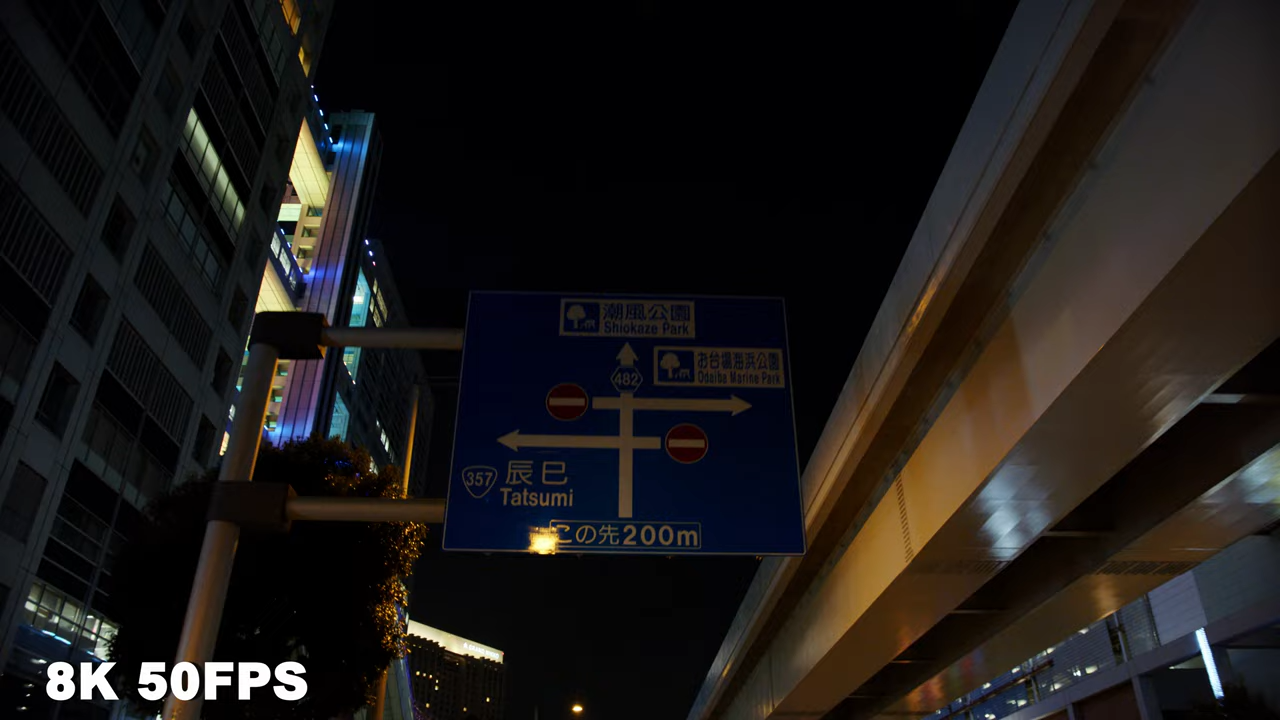 潮風公園
Shiokaze Park
お台場海浜公園
Odaiba Marine Park
482
357
辰巳
Tatsumi
この先200m
8K 50FPS